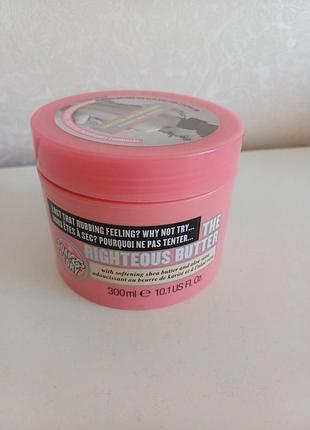 LOST THAT RUBBING FEELING? WHY NOT TRY...
VOUS ÊTES À SEC? POURQUOI NE PAS TENTER...
THE
RIGHTEOUS BUTTER
with softening shea butter and aloe vera
adoucissant au beurre de karité et à l'aloé vera
300ml e 10.1 US Fl. Oz.